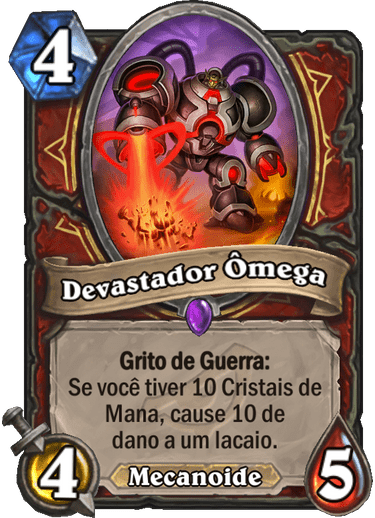 4
Devastador Ômega
Grito de Guerra:
Se você tiver 10 Cristais de
Mana, cause 10 de
dano a um lacaio.
4
Mecanoide
5